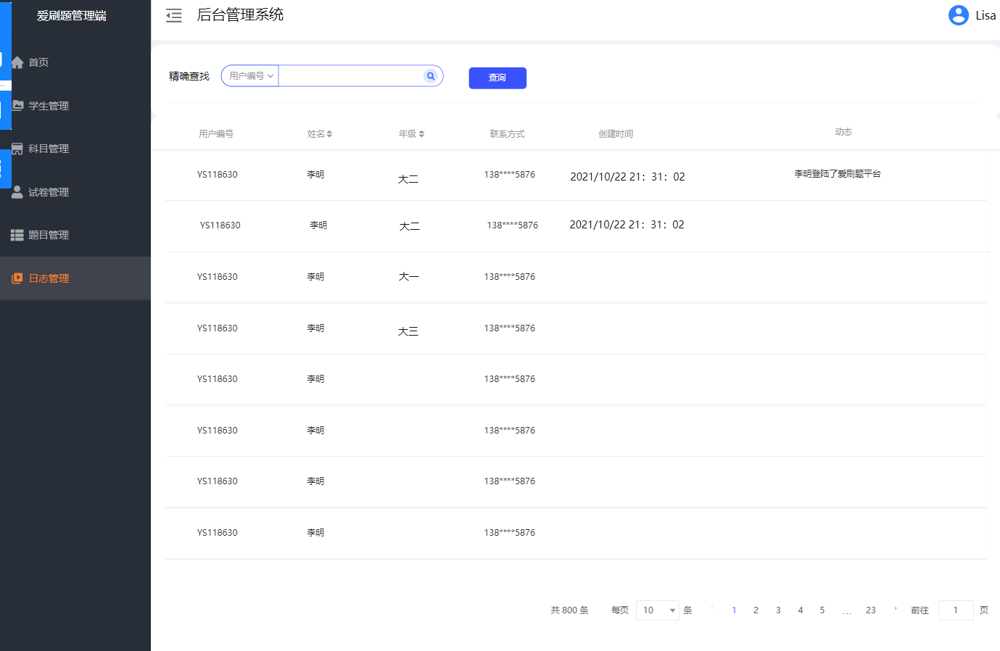 爱刷题管理端
后台管理系统
Lisa
首页
学生管理
科目管理
试卷管理
题目管理
日志管理
精确查找 用户编号 查询
用户编号 姓名 年级 联系方式 创建时间 动态
YS118630 李明 大二 138****5876 2021/10/22 21：31：02 李明登陆了爱刷题平台
YS118630 李明 大二 138****5876 2021/10/22 21：31：02
YS118630 李明 大一 138****5876
YS118630 李明 大三 138****5876
YS118630 李明 138****5876
YS118630 李明 138****5876
YS118630 李明 138****5876
YS118630 李明 138****5876
共 800 条 每页 10 条 1 2 3 4 5 ... 23 前往 1 页